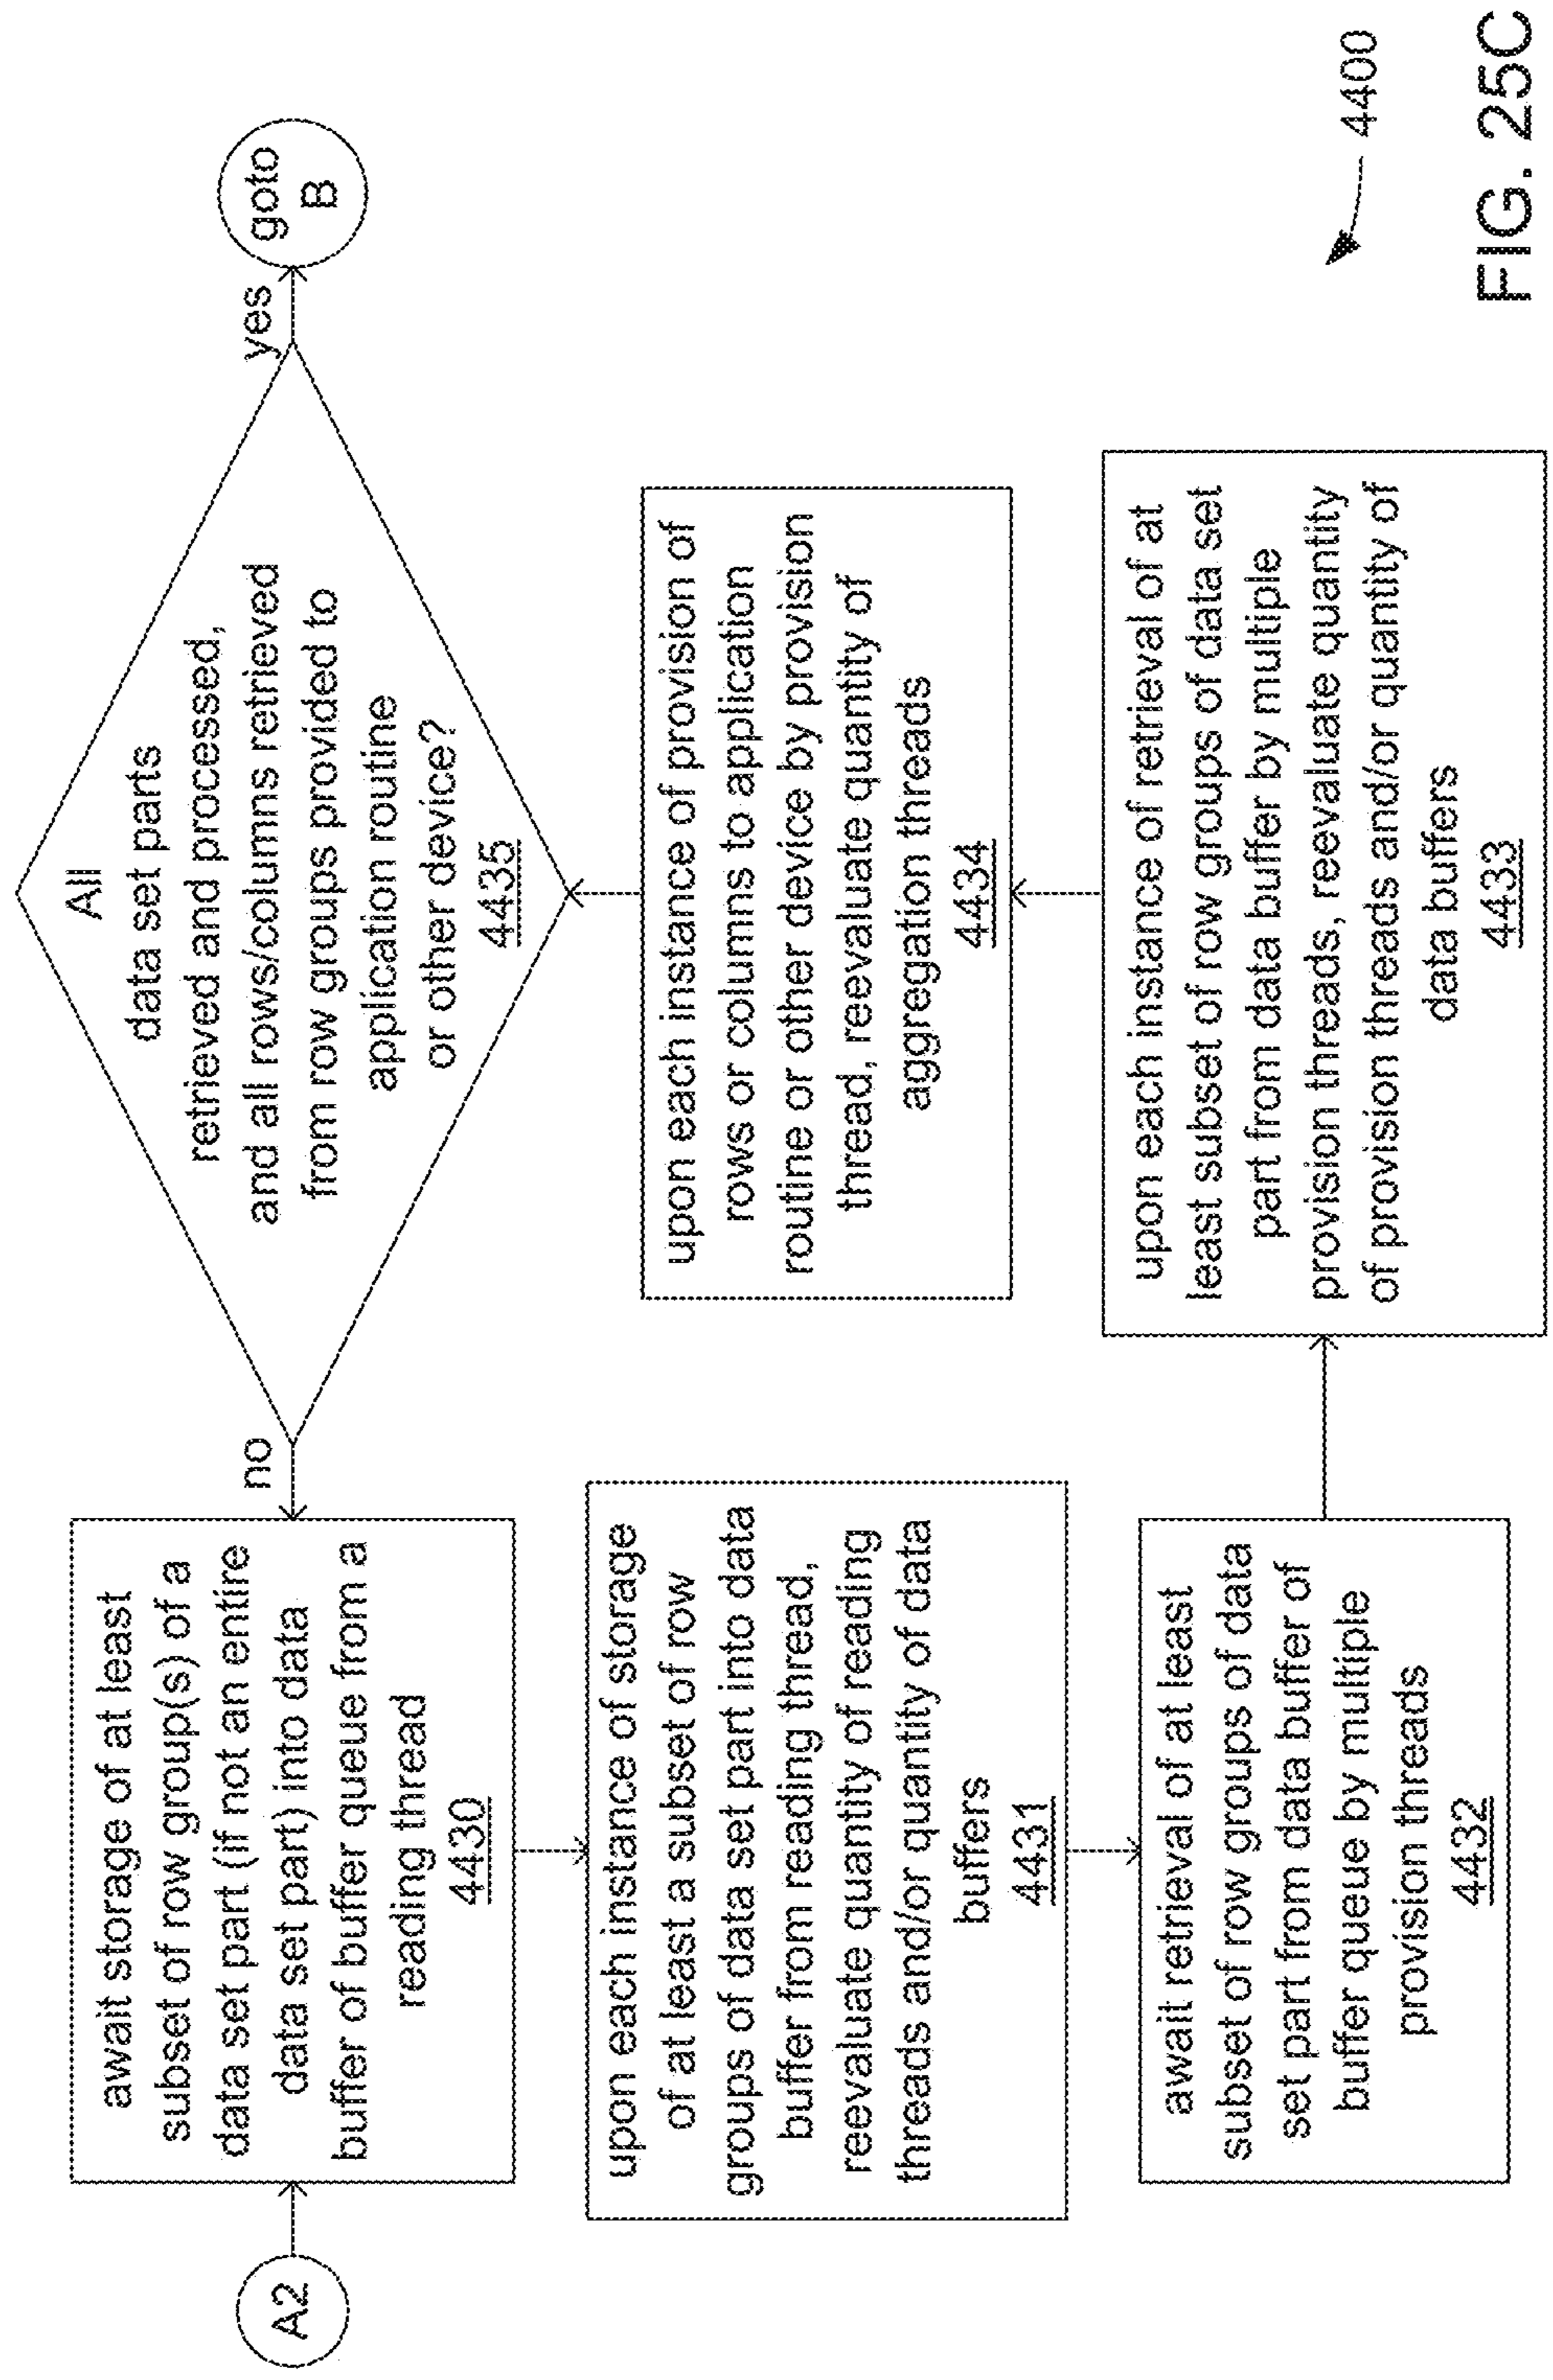 A2
await storage of at least
subset of row group(s) of a
data set part (if not an entire
data set part) into data
buffer of buffer queue from a
reading thread
4430
upon each instance of storage
of at least a subset of row
groups of data set part into data
buffer from reading thread,
reevaluate quantity of reading
threads and/or quantity of data
buffers
4431
await retrieval of at least
subset of row groups of data
set part from data buffer of
buffer queue by multiple
provision threads
4432
upon each instance of retrieval of at
least subset of row groups of data set
part from data buffer by multiple
provision threads, reevaluate quantity
of provision threads and/or quantity of
data buffers
4433
upon each instance of provision of
rows or columns to application
routine or other device by provision
thread, reevaluate quantity of
aggregation threads
4434
All
data set parts
retrieved and processed,
and all rows/columns retrieved
from row groups provided to
application routine
or other device?
4435
no
yes
goto
B
4400
FIG. 25C